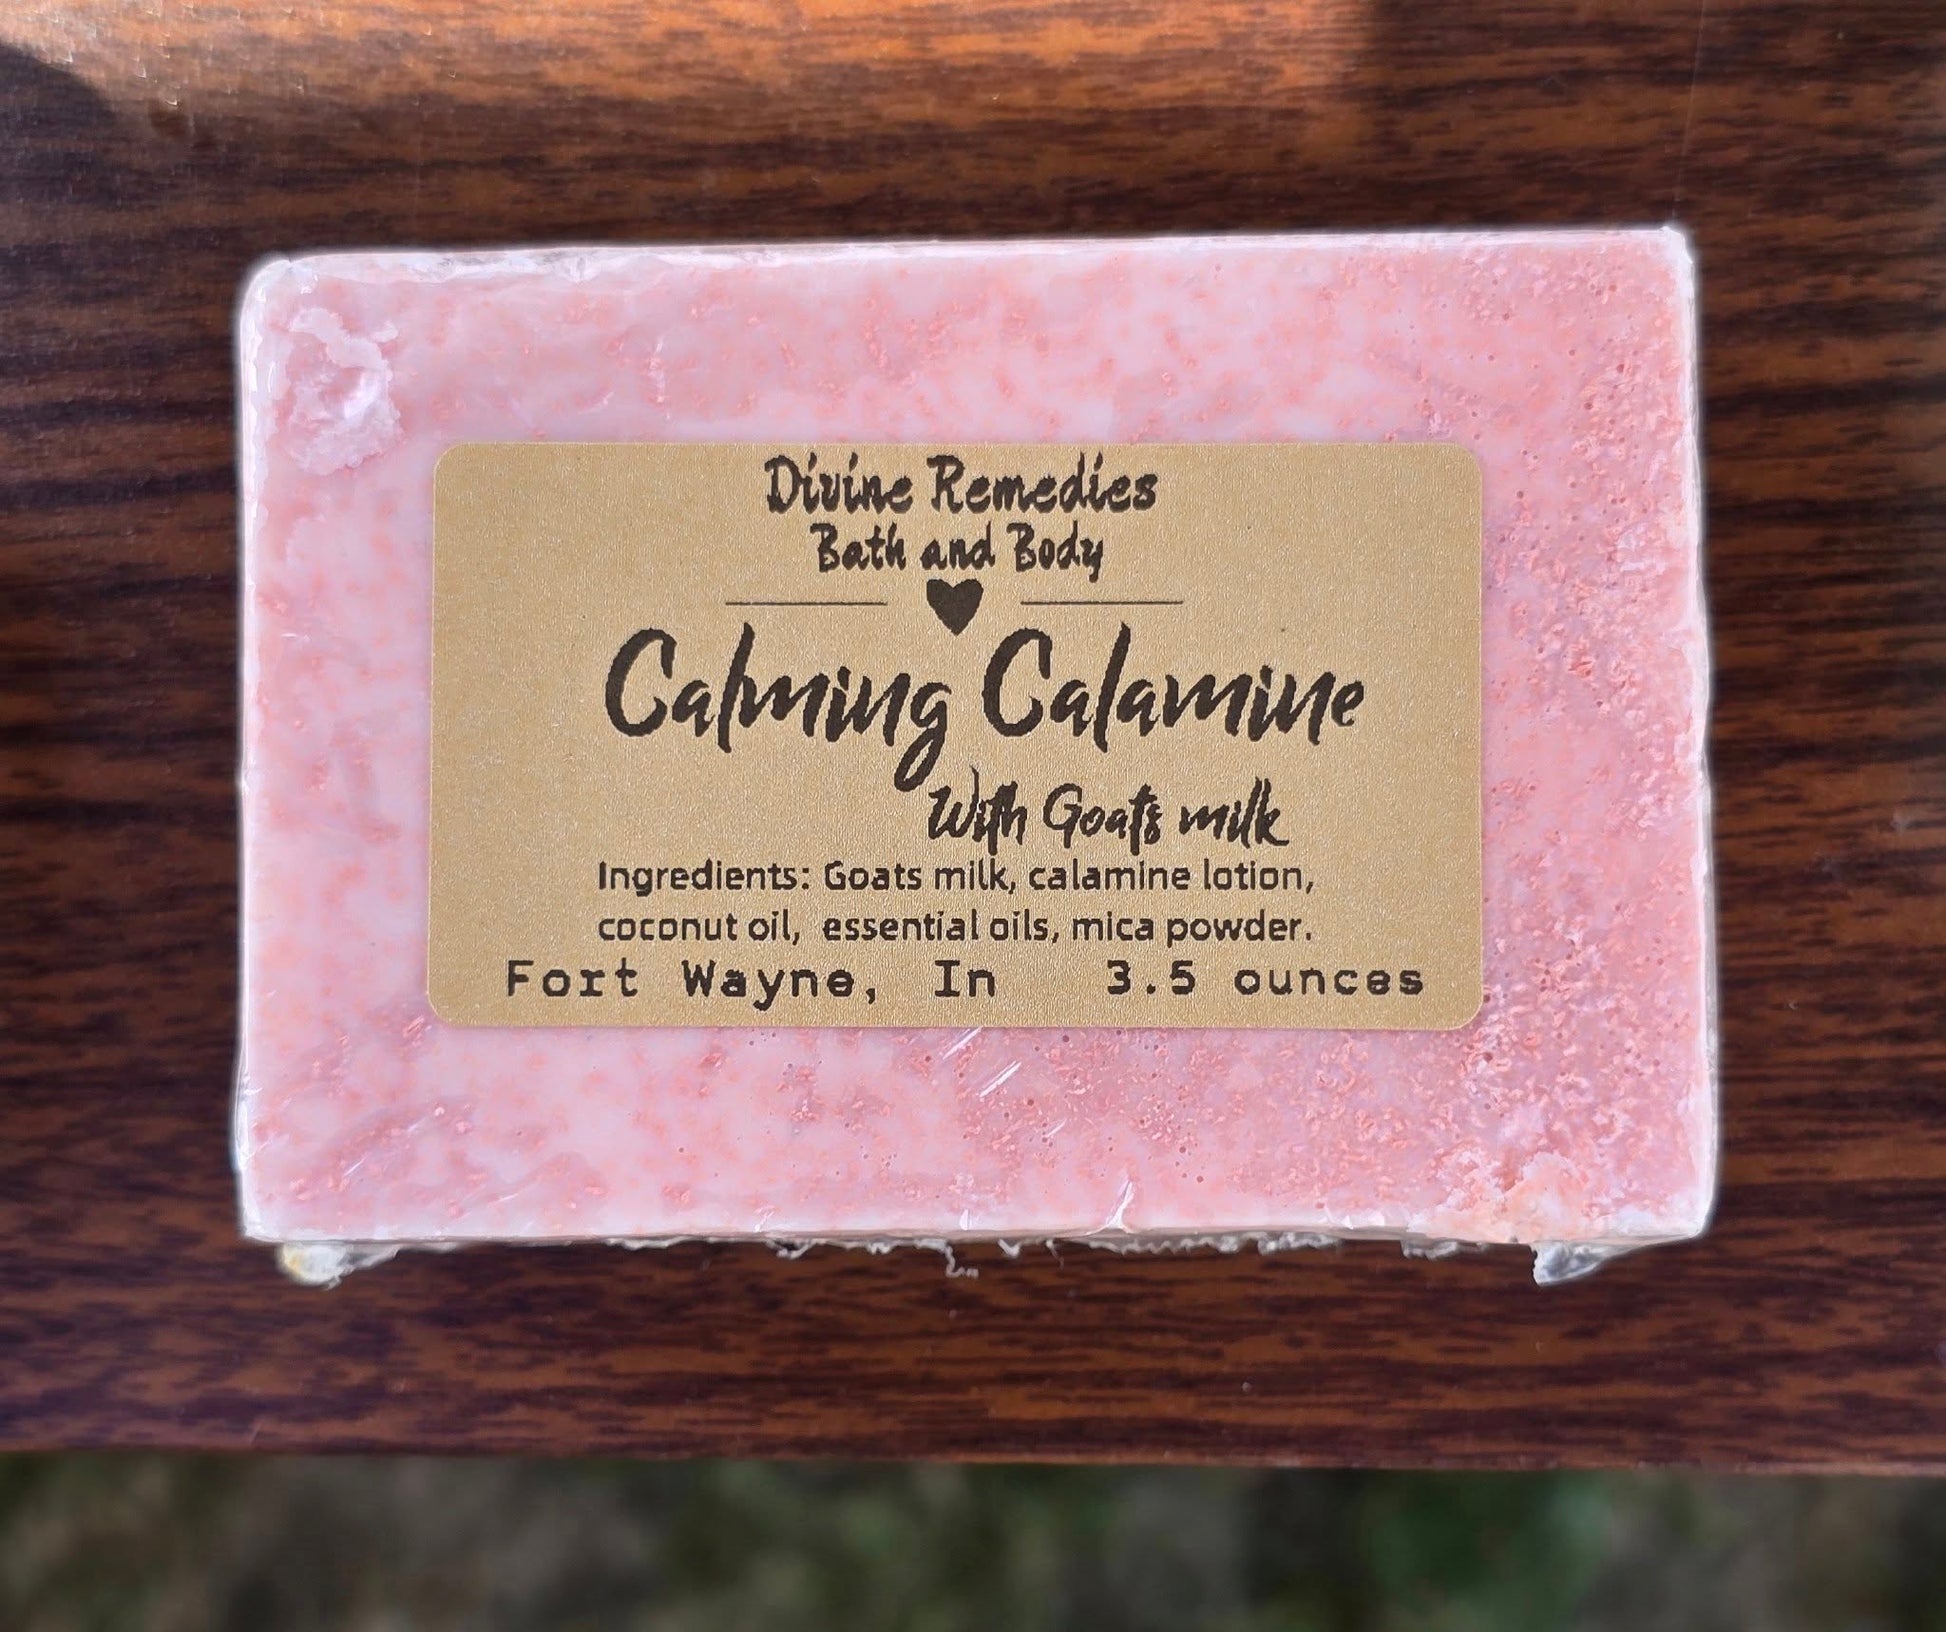 Divine Remedies
Bath and Body
Calming Calamine
With Goats milk
Ingredients: Goats milk, calamine lotion,
coconut oil, essential oils, mica powder.
Fort Wayne, In 3.5 ounces